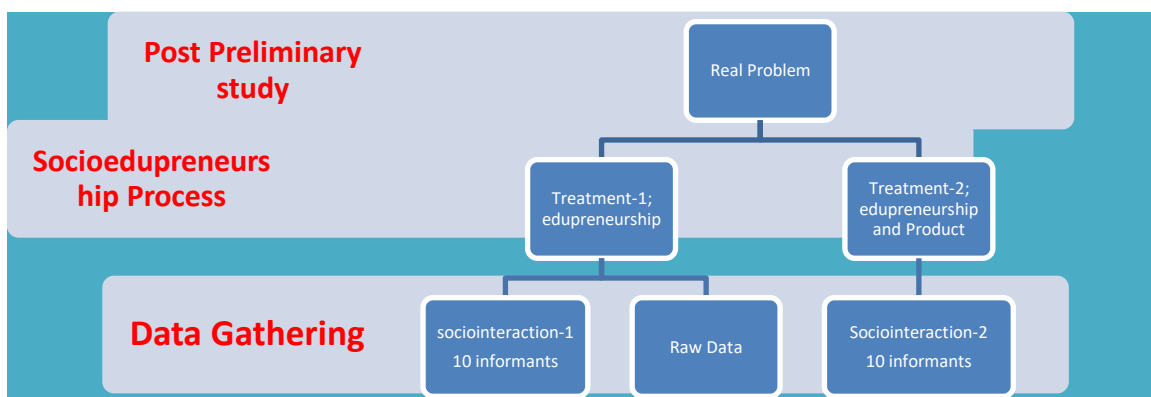 Post Preliminary
study
Real Problem
Socioedupreneurs
hip Process
Treatment-1;
edupreneurship
Treatment-2;
edupreneurship
and Product
Data Gathering
sociointeraction-1
10 informants
Raw Data
Sociointeraction-2
10 informants